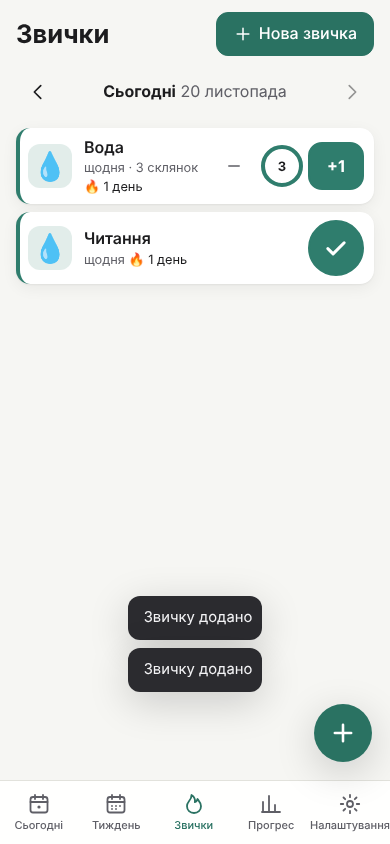 Звички
Нова звичка
Сьогодні 20 листопада
Вода
щодня · 3 склянок
🔥 1 день
3
+1
Читання
щодня 🔥 1 день
Звичку додано
Звичку додано
Сьогодні
Тиждень
Звички
Прогрес
Налаштування